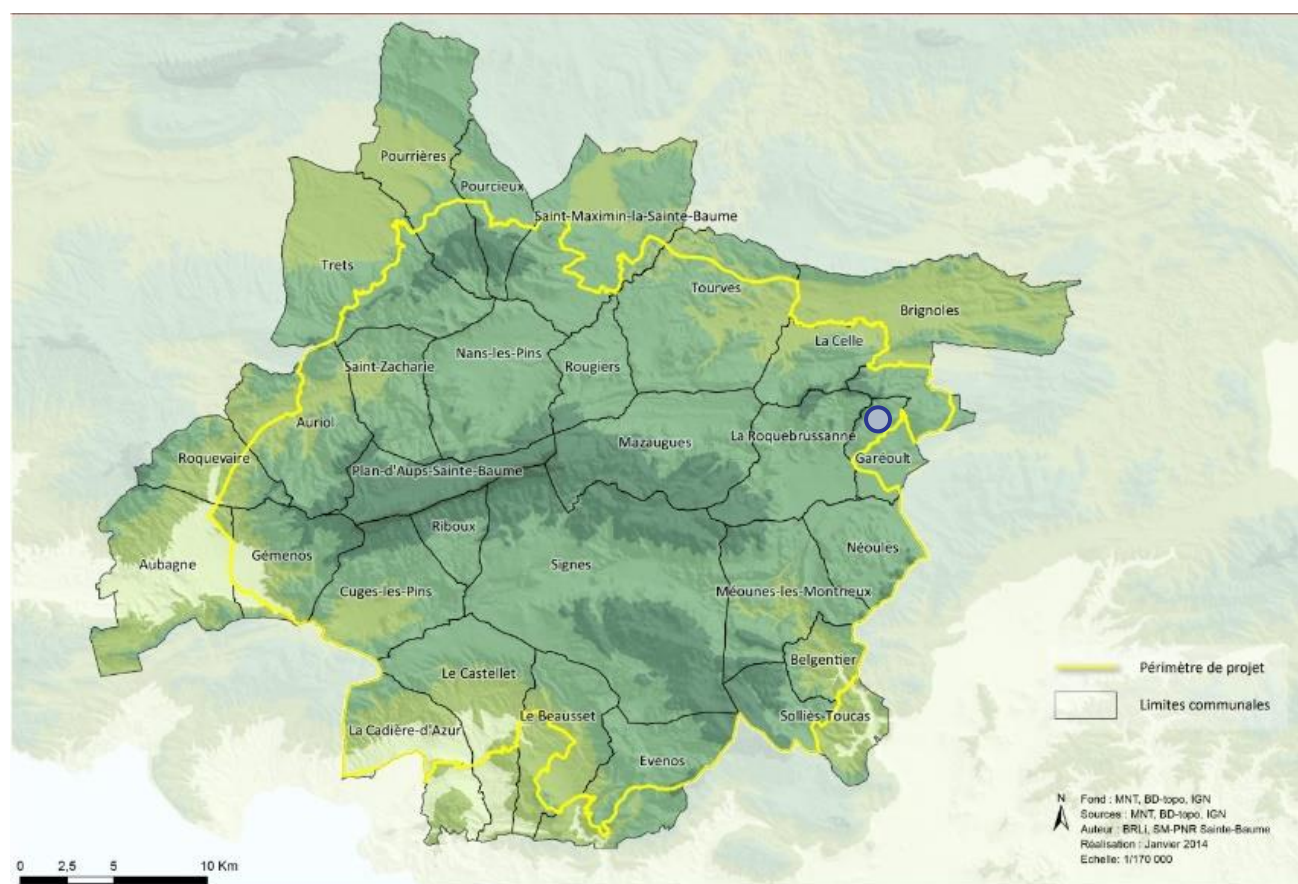 Pourrières
Pourcieux
Saint-Maximin-la-Sainte-Baume
Trets
Tourves
Brignoles
La Celle
Nans-les-Pins
Saint-Zacharie
Rougiers
Auriol
Mazaugues
La Roquebrussanne
Garéoult
Roquevaire
Plan-d'Aups-Sainte-Baume
Riboux
Néoules
Gémenos
Aubagne
Signes
Cuges-les-Pins
Méounes-les-Montrieux
Belgentier
Le Castellet
Le Beausset
Solliès-Toucas
La Cadière-d'Azur
Evenos
Périmètre de projet
Limites communales
N
Fond : MNT, BD-topo, IGN
Sources : MNT, BD-topo, IGN
Auteur : BRLi, SM-PNR Sainte-Baume
Réalisation : Janvier 2014
Echelle: 1/170 000
0 2,5 5 10 Km